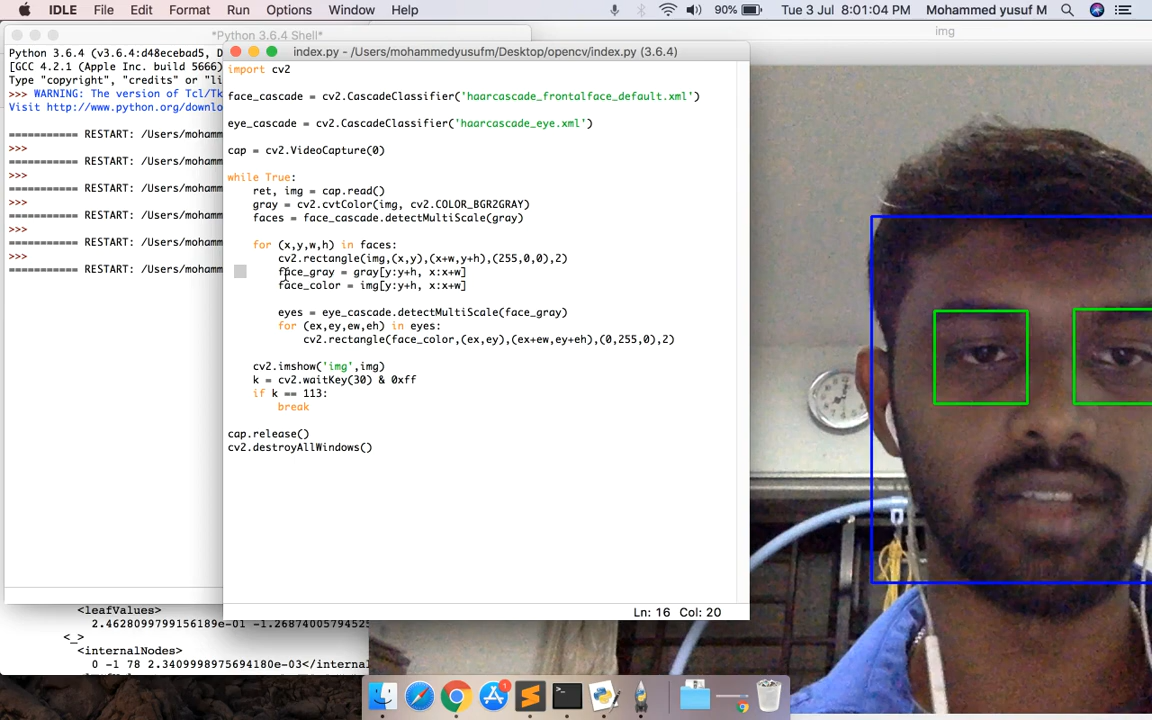 IDLE File Edit Format Run Options Window Help 90% Tue 3 Jul 8:01:04 PM Mohammed yusuf M
*Python 3.6.4 Shell*
img
Python 3.6.4 (v3.6.4:d48ecebad5, D
[GCC 4.2.1 (Apple Inc. build 5666)
Type "copyright", "credits" or "li
>>> WARNING: The version of Tcl/Tk
Visit http://www.python.org/downlo
=========== RESTART: /Users/mohamm
>>>
=========== RESTART: /Users/mohamm
>>>
=========== RESTART: /Users/mohamm
>>>
=========== RESTART: /Users/mohamm
>>>
=========== RESTART: /Users/mohamm
>>>
=========== RESTART: /Users/mohamm
index.py - /Users/mohammedyusufm/Desktop/opencv/index.py (3.6.4)
import cv2
face_cascade = cv2.CascadeClassifier('haarcascade_frontalface_default.xml')
eye_cascade = cv2.CascadeClassifier('haarcascade_eye.xml')
cap = cv2.VideoCapture(0)
while True:
ret, img = cap.read()
gray = cv2.cvtColor(img, cv2.COLOR_BGR2GRAY)
faces = face_cascade.detectMultiScale(gray)
for (x,y,w,h) in faces:
cv2.rectangle(img,(x,y),(x+w,y+h),(255,0,0),2)
face_gray = gray[y:y+h, x:x+w]
face_color = img[y:y+h, x:x+w]
eyes = eye_cascade.detectMultiScale(face_gray)
for (ex,ey,ew,eh) in eyes:
cv2.rectangle(face_color,(ex,ey),(ex+ew,ey+eh),(0,255,0),2)
cv2.imshow('img',img)
k = cv2.waitKey(30) & 0xff
if k == 113:
break
cap.release()
cv2.destroyAllWindows()
Ln: 16 Col: 20
<leafValues>
2.4628099799156189e-01 -1.268740057945251
<_>
<internalNodes>
0 -1 78 2.3409998975694180e-03</internal